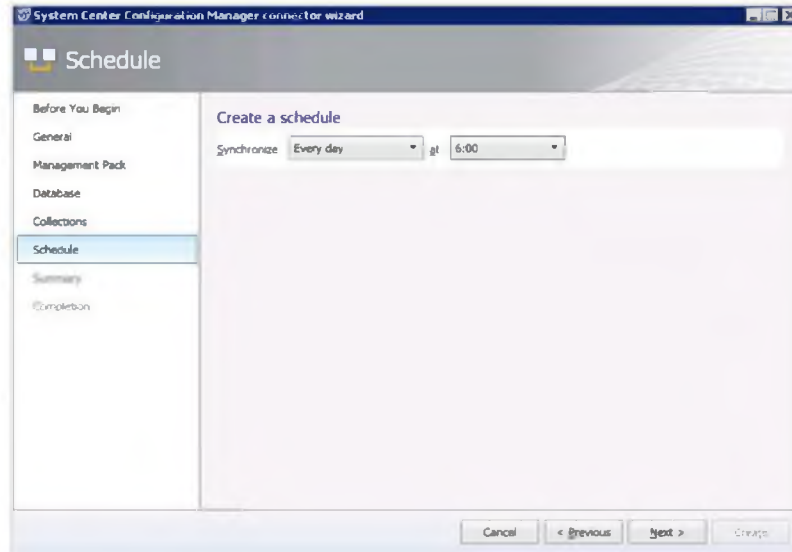 System Center Configuration Manager connector wizard
Schedule
Before You Begin
General
Management Pack
Database
Collections
Schedule
Summary
Completion
Create a schedule
Synchronize Every day at 6:00
Cancel < Previous Next > Create